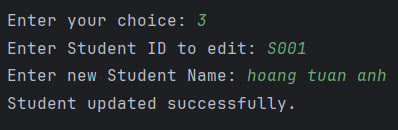 Enter your choice: 3
Enter Student ID to edit: S001
Enter new Student Name: hoang tuan anh
Student updated successfully.